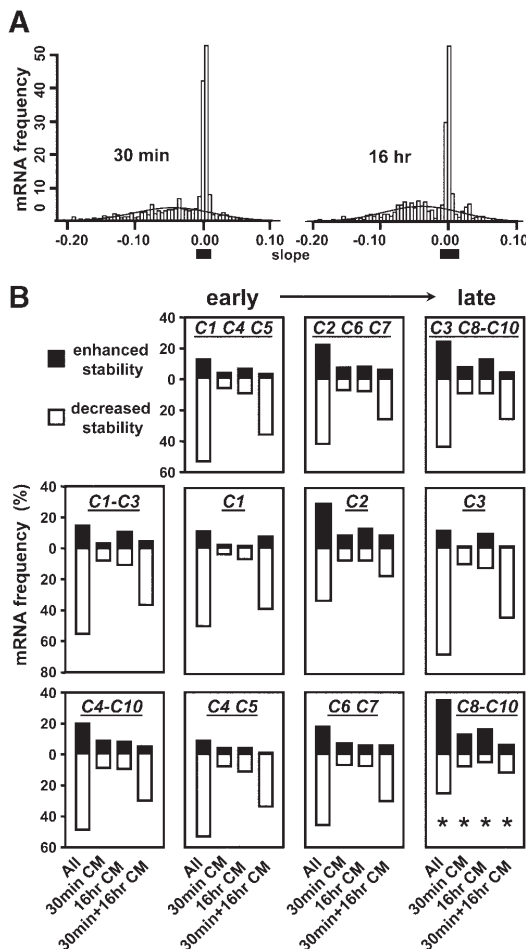 A
mRNA frequency
50
40
30
20
10
0
30 min
16 hr
-0.20 -0.10 0.00 0.10
slope
-0.20 -0.10 0.00 0.10
B
early late
enhanced stability
decreased stability
mRNA frequency (%)
40
20
0
20
40
60
C1 C4 C5
C2 C6 C7
C3 C8-C10
40
20
0
20
40
60
80
C1-C3
C1
C2
C3
40
20
0
20
40
60
C4-C10
C4 C5
C6 C7
C8-C10
* * * *
All
30min CM
16hr CM
30min+16hr CM
All
30min CM
16hr CM
30min+16hr CM
All
30min CM
16hr CM
30min+16hr CM
All
30min CM
16hr CM
30min+16hr CM